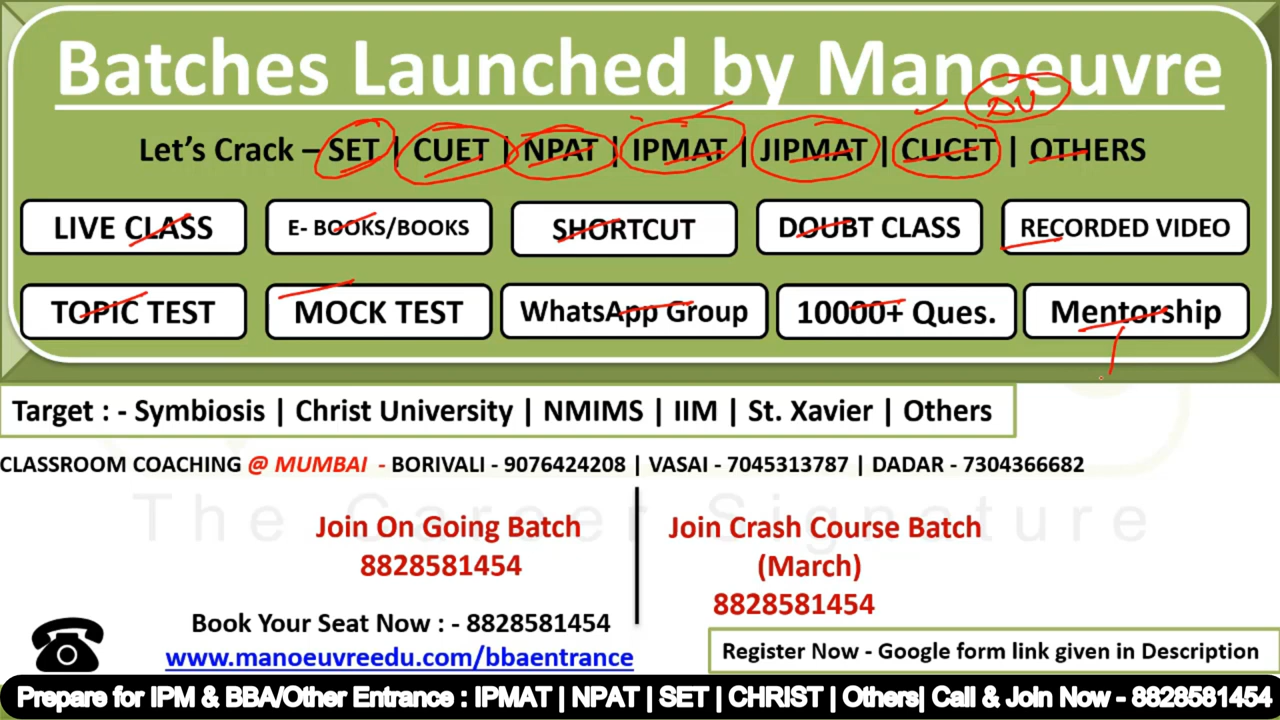 Batches Launched by Manoeuvre
DU
Let's Crack – SET | CUET | NPAT | IPMAT | JIPMAT | CUCET | OTHERS
LIVE CLASS
E- BOOKS/BOOKS
SHORTCUT
DOUBT CLASS
RECORDED VIDEO
TOPIC TEST
MOCK TEST
WhatsApp Group
10000+ Ques.
Mentorship
Target : - Symbiosis | Christ University | NMIMS | IIM | St. Xavier | Others
CLASSROOM COACHING @ MUMBAI - BORIVALI - 9076424208 | VASAI - 7045313787 | DADAR - 7304366682
The Career Signature
Join On Going Batch
8828581454
Join Crash Course Batch
(March)
8828581454
Book Your Seat Now : - 8828581454
www.manoeuvreedu.com/bbaentrance
Register Now - Google form link given in Description
Prepare for IPM & BBA/Other Entrance : IPMAT | NPAT | SET | CHRIST | Others| Call & Join Now - 8828581454